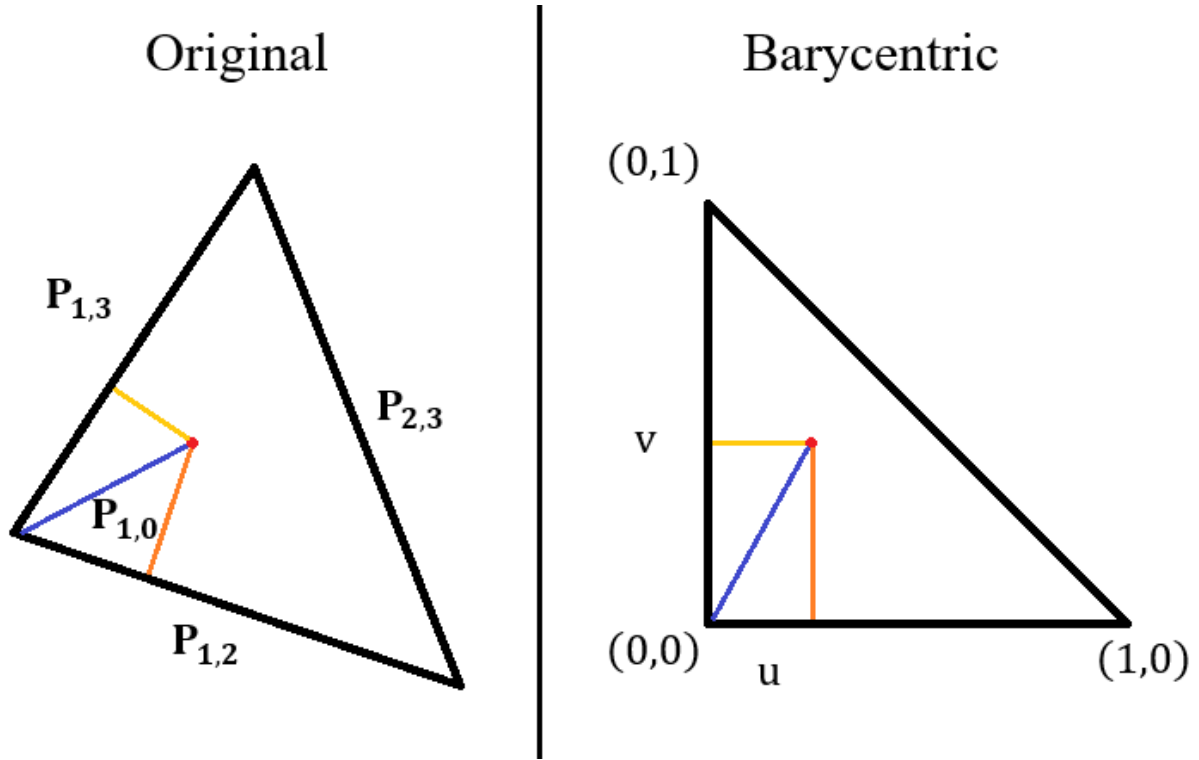 Original
P1,3
P2,3
P1,0
P1,2
Barycentric
(0,1)
v
(0,0)
u
(1,0)